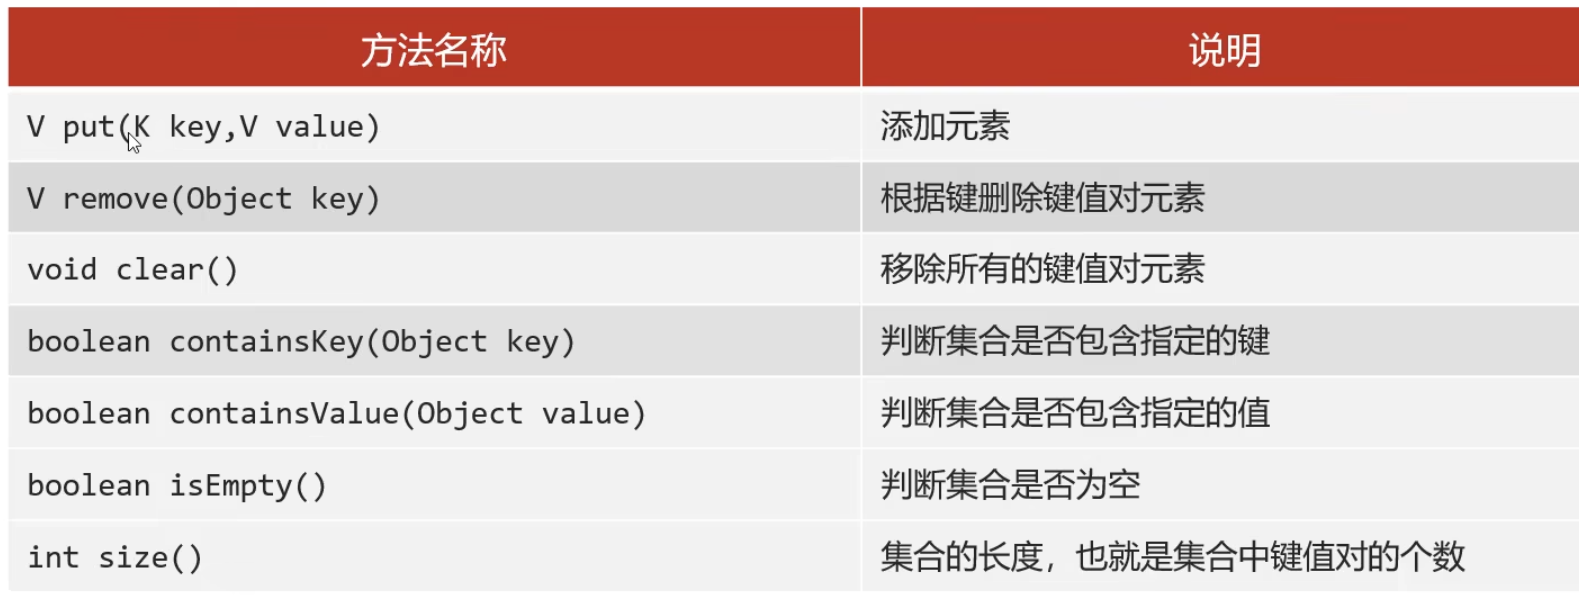 方法名称 说明
V put(K key,V value) 添加元素
V remove(Object key) 根据键删除键值对元素
void clear() 移除所有的键值对元素
boolean containsKey(Object key) 判断集合是否包含指定的键
boolean containsValue(Object value) 判断集合是否包含指定的值
boolean isEmpty() 判断集合是否为空
int size() 集合的长度，也就是集合中键值对的个数